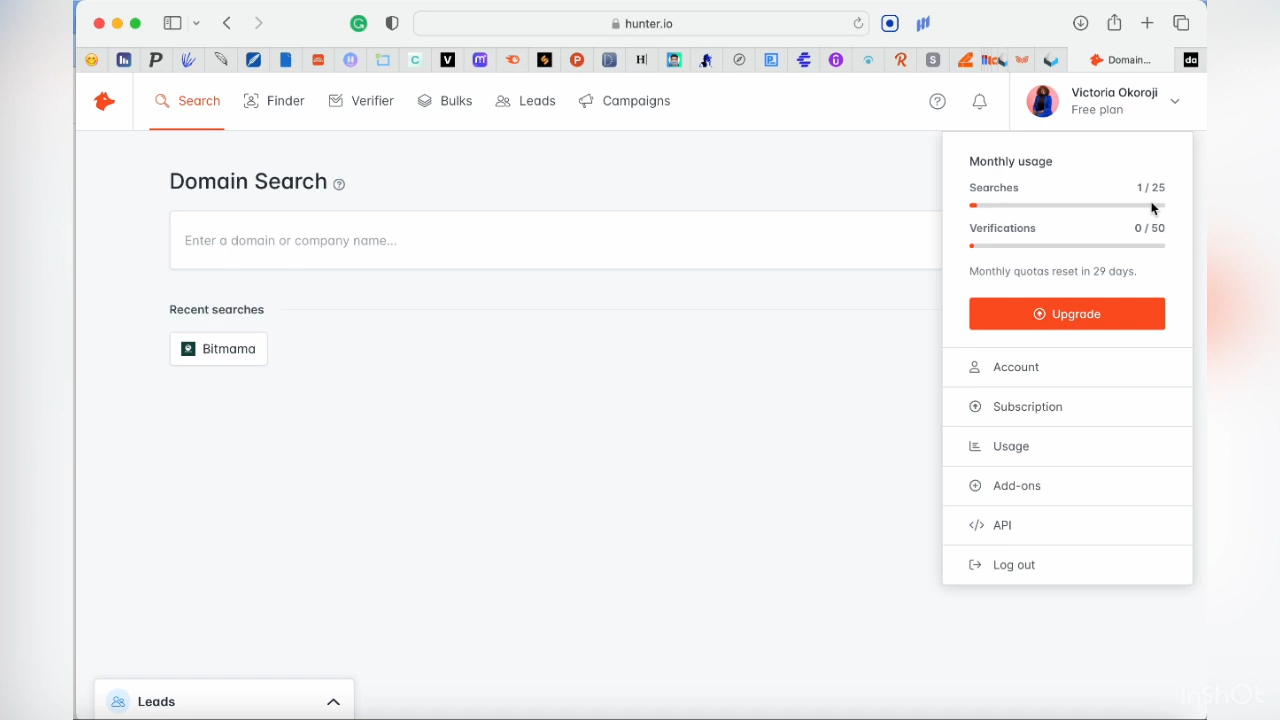 hunter.io
Domain...
Search
Finder
Verifier
Bulks
Leads
Campaigns
Victoria Okoroji
Free plan
Domain Search
Enter a domain or company name...
Recent searches
Bitmama
Monthly usage
Searches 1 / 25
Verifications 0 / 50
Monthly quotas reset in 29 days.
Upgrade
Account
Subscription
Usage
Add-ons
API
Log out
Leads
InShOt